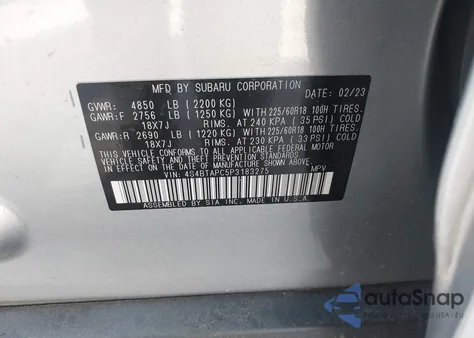 MFD. BY SUBARU CORPORATION 02/23
GVWR: 4850 LB (2200 KG)
GAWR:F 2756 LB (1250 KG) WITH 225/60R18 100H TIRES.
18X7J RIMS. AT 240 KPA (35 PSI) COLD
GAWR:R 2690 LB (1220 KG) WITH 225/60R18 100H TIRES.
18X7J RIMS. AT 230 KPA (33 PSI) COLD
THIS VEHICLE CONFORMS TO ALL APPLICABLE FEDERAL MOTOR
VEHICLE SAFETY, BUMPER, AND THEFT PREVENTION STANDARDS
IN EFFECT ON THE DATE OF MANUFACTURE SHOWN ABOVE.
VIN: 4S4BTAPC5P3183275 MPV
ASSEMBLED BY SIA INC. MADE IN U.S.A.
autoSnap